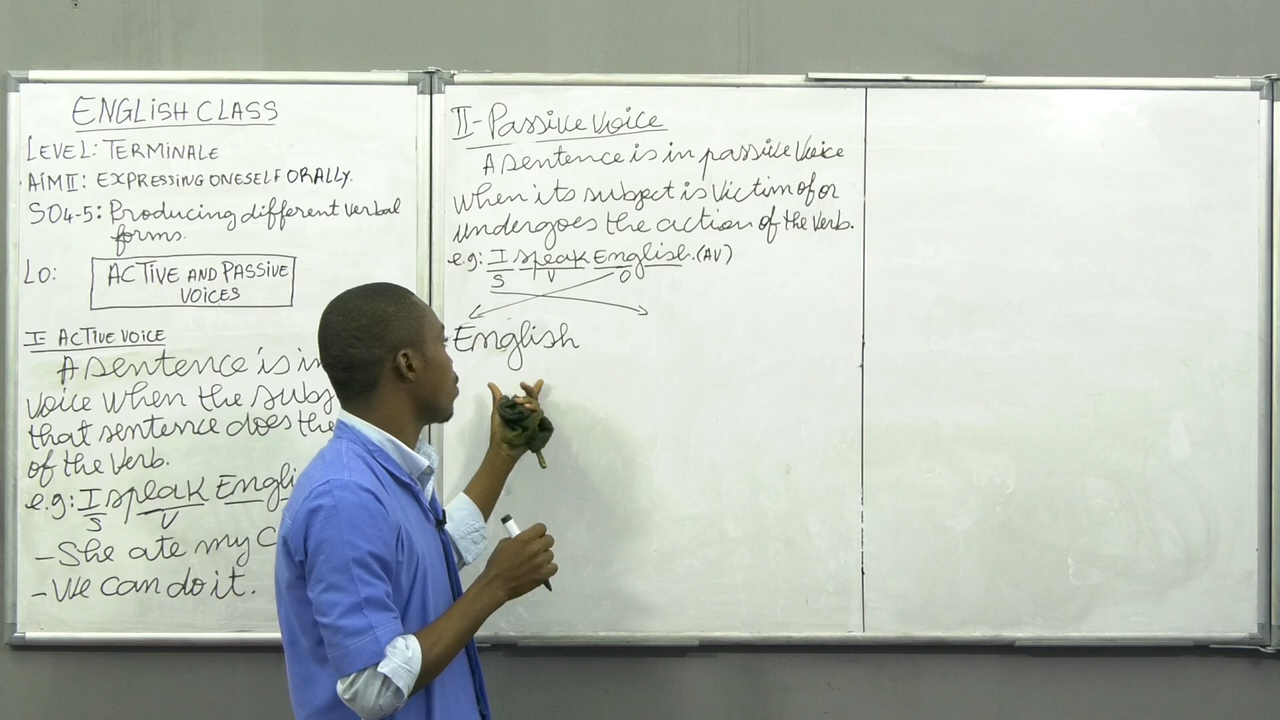 ENGLISH CLASS
LEVEL: TERMINALE
AIM II: EXPRESSING ONESELF ORALLY.
SO4-5: Producing different verbal
forms.
LO: ACTIVE AND PASSIVE
VOICES
I- ACTIVE VOICE
A sentence is in
voice when the subj
that sentence does the
of the verb.
e.g: I speak Engli
S V
- She ate my C
- We can do it.
II- Passive Voice
A sentence is in passive voice
when its subject is victim of or
undergoes the action of the verb.
e.g: I speak English. (AV)
S V O
English